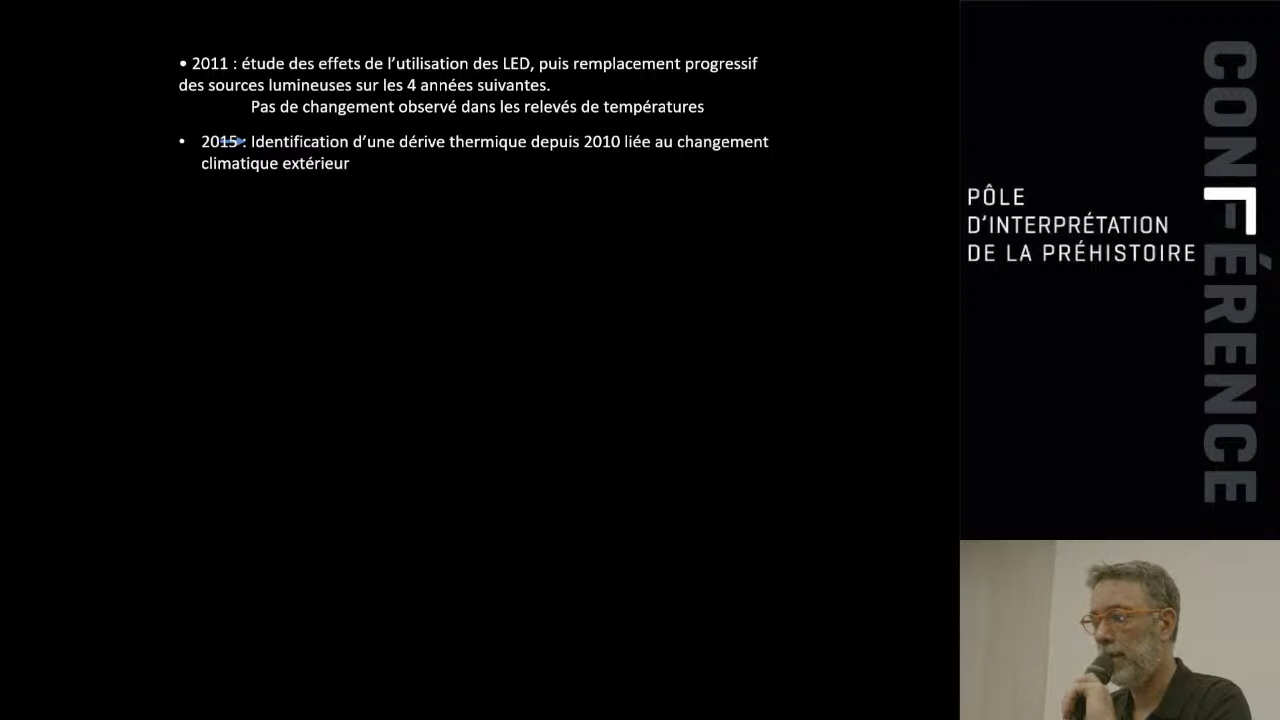 • 2011 : étude des effets de l'utilisation des LED, puis remplacement progressif
des sources lumineuses sur les 4 années suivantes.
Pas de changement observé dans les relevés de températures
• 2015 : Identification d'une dérive thermique depuis 2010 liée au changement
climatique extérieur
PÔLE
D'INTERPRÉTATION
DE LA PRÉHISTOIRE
CONFÉRENCE